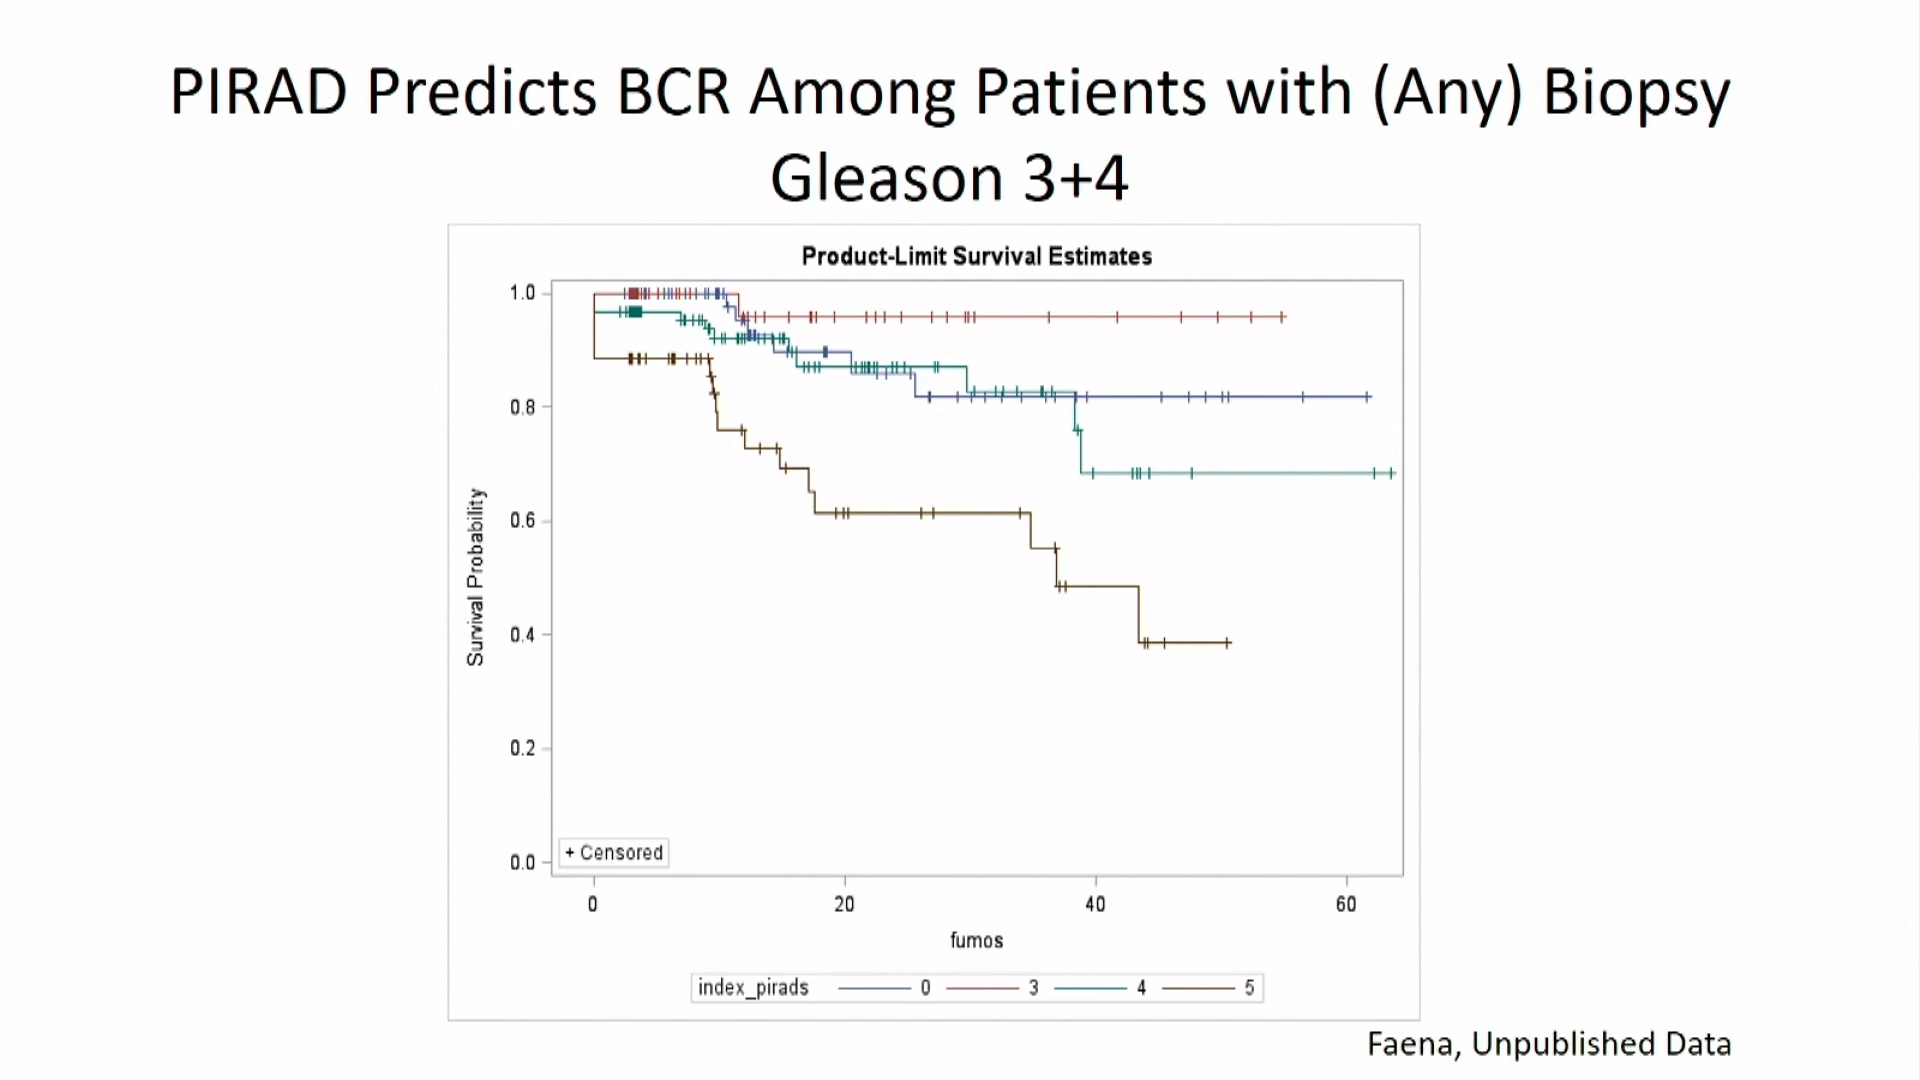 PIRAD Predicts BCR Among Patients with (Any) Biopsy
Gleason 3+4
Product-Limit Survival Estimates
1.0
0.8
0.6
0.4
0.2
0.0
Survival Probability
+ Censored
0
20
40
60
fumos
index_pirads 0 3 4 5
Faena, Unpublished Data